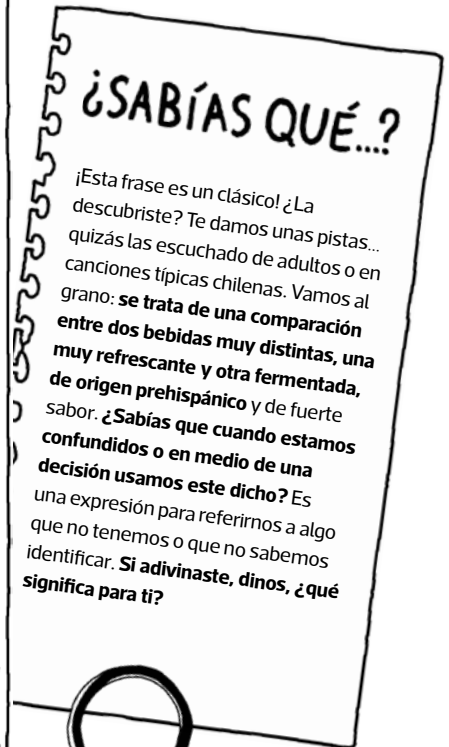 ¿SABÍAS QUÉ...?
¡Esta frase es un clásico! ¿La
descubriste? Te damos unas pistas...
quizás las escuchado de adultos o en
canciones típicas chilenas. Vamos al
grano: se trata de una comparación
entre dos bebidas muy distintas, una
muy refrescante y otra fermentada,
de origen prehispánico y de fuerte
sabor. ¿Sabías que cuando estamos
confundidos o en medio de una
decisión usamos este dicho? Es
una expresión para referirnos a algo
que no tenemos o que no sabemos
identificar. Si adivinaste, dinos, ¿qué
significa para ti?